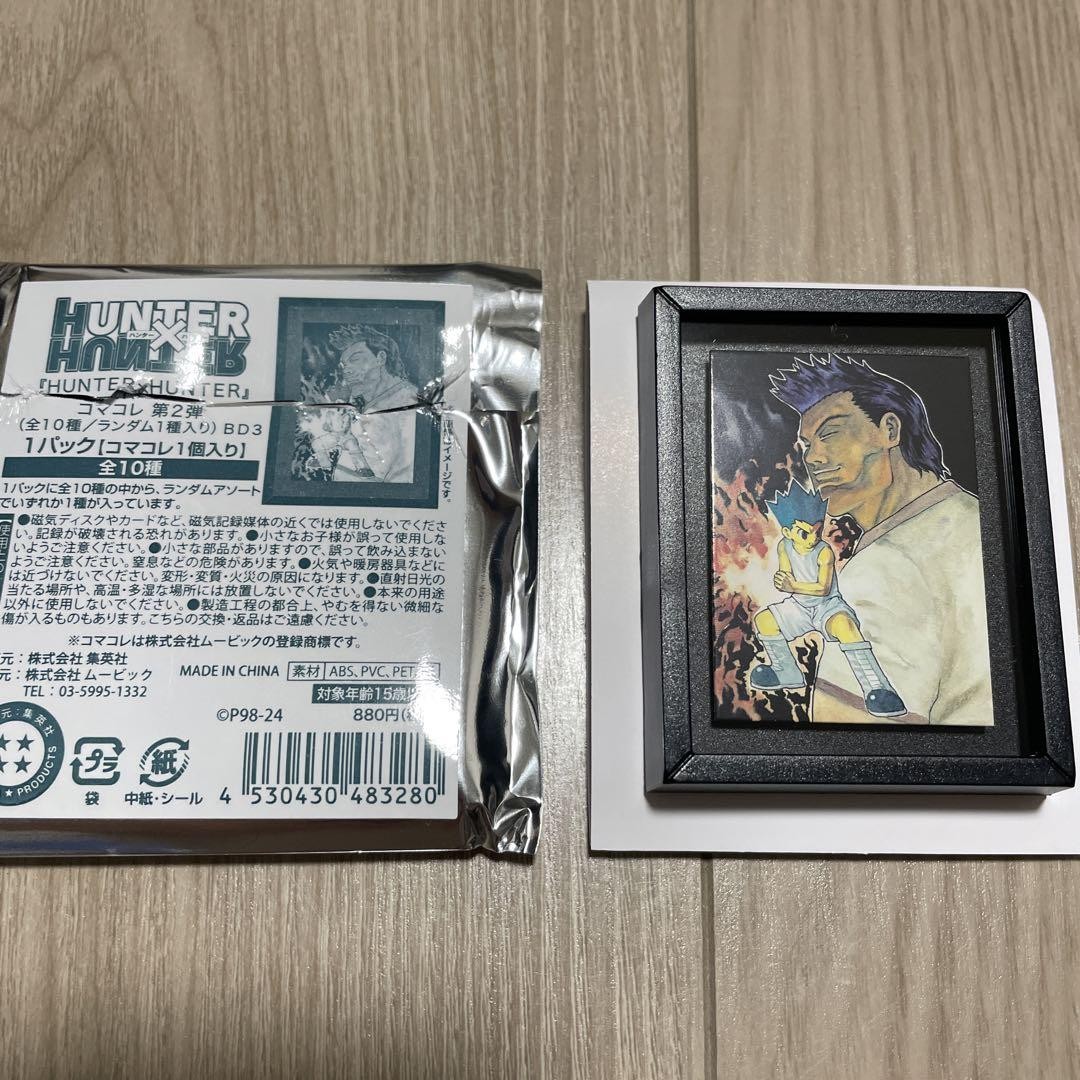 HUNTER
×
ハンター
HUNTER
『HUNTER×HUNTER』
コマコレ 第2弾
(全10種/ランダム1種入り) BD3
1パック【コマコレ1個入り】
全10種
イメージです。
1パックに全10種の中から、ランダムアソート
でいずれか1種が入っています。
●磁気ディスクやカードなど、磁気記録媒体の近くでは使用しないでくださ
い。記録が破壊される恐れがあります。●小さなお子様が誤って使用しな
いようご注意ください。●小さな部品がありますので、誤って飲み込まない
ようご注意ください。窒息などの危険があります。●火気や暖房器具などに
は近づけないでください。変形・変質・火災の原因になります。●直射日光の
当たる場所や、高温・多湿な場所には放置しないでください。●本来の用途
以外に使用しないでください。●製造工程の都合上、やむを得ない微細な
傷が入るものもあります。こちらの交換・返品はご遠慮ください。
※コマコレは株式会社ムービックの登録商標です。
元:株式会社 集英社
元:株式会社 ムービック
TEL:03-5995-1332
MADE IN CHINA
素材 ABS, PVC, PET
対象年齢15歳
©P98-24
880円
元:集英社
PRODUCTS
プラ
袋
紙
中紙・シール
4 530430 483280